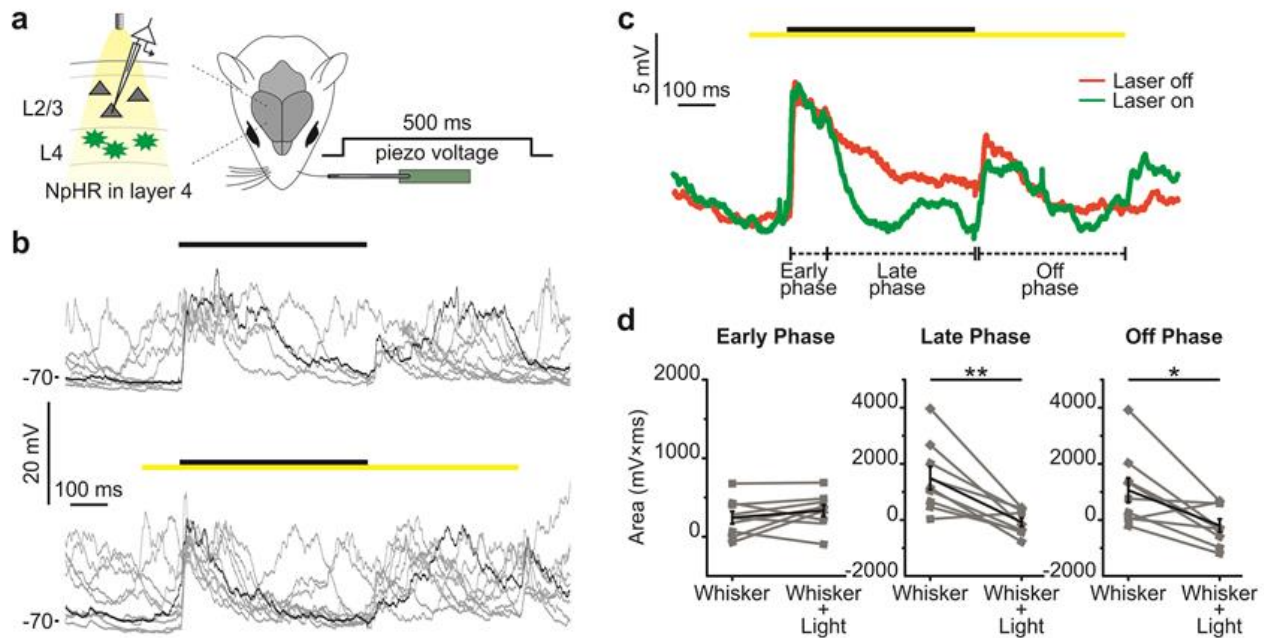 a
L2/3
L4
NpHR in layer 4
500 ms
piezo voltage
b
-70
20 mV
100 ms
-70
c
5 mV
100 ms
Laser off
Laser on
Early
phase
Late
phase
Off
phase
d
Early Phase
Late Phase
Off Phase
Area (mV×ms)
2000
1000
0
**
4000
2000
0
-2000
*
4000
2000
0
-2000
Whisker
Whisker
+
Light
Whisker
Whisker
+
Light
Whisker
Whisker
+
Light